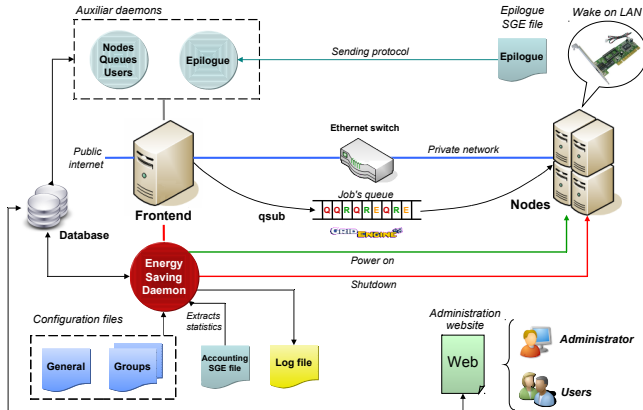 Auxiliar daemons
Epilogue
SGE file
Wake on LAN
Nodes
Queues
Users
Epilogue
Sending protocol
Epilogue
Ethernet switch
Public
internet
Private network
Job's queue
Frontend
qsub
Q Q R Q R E Q R E
GRID ENGINE
Nodes
Database
Energy
Saving
Daemon
Power on
Shutdown
Configuration files
Extracts
statistics
Administration
website
General
Groups
Accounting
SGE file
Log file
Web
Administrator
Users